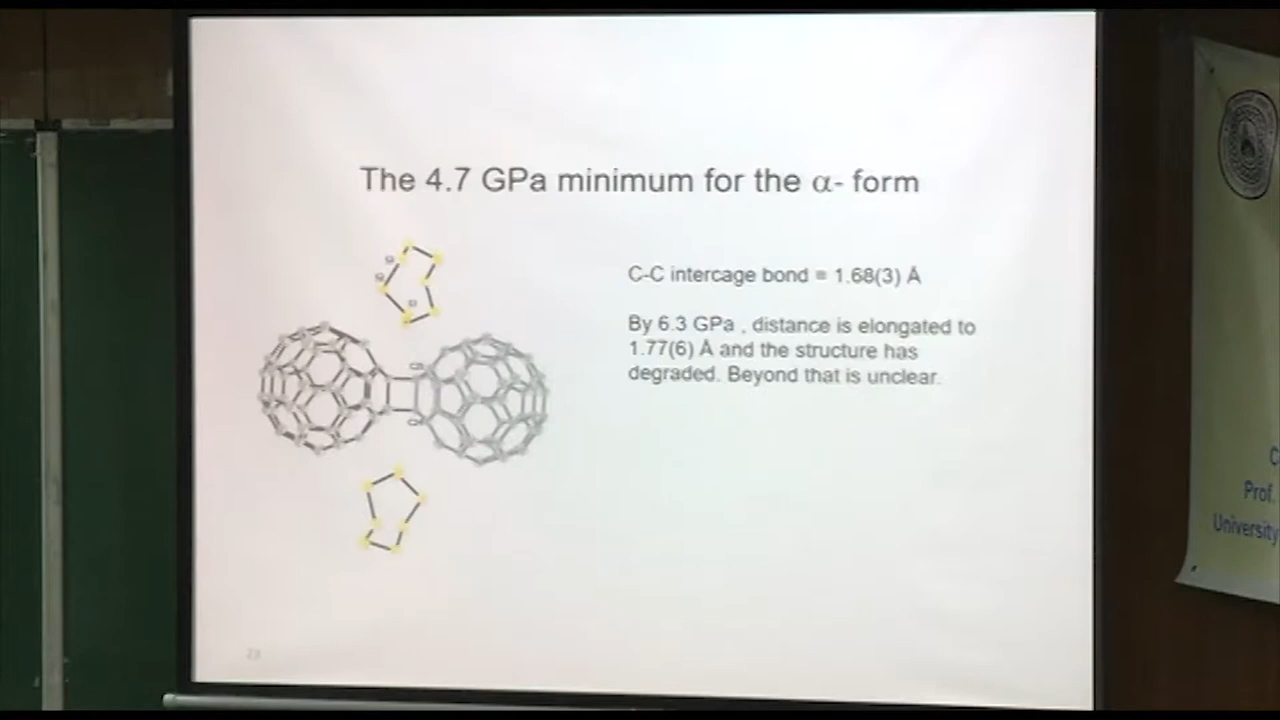 The 4.7 GPa minimum for the α- form
C-C intercage bond = 1.68(3) Å
By 6.3 GPa , distance is elongated to
1.77(6) Å and the structure has
degraded. Beyond that is unclear.
Prof.
University